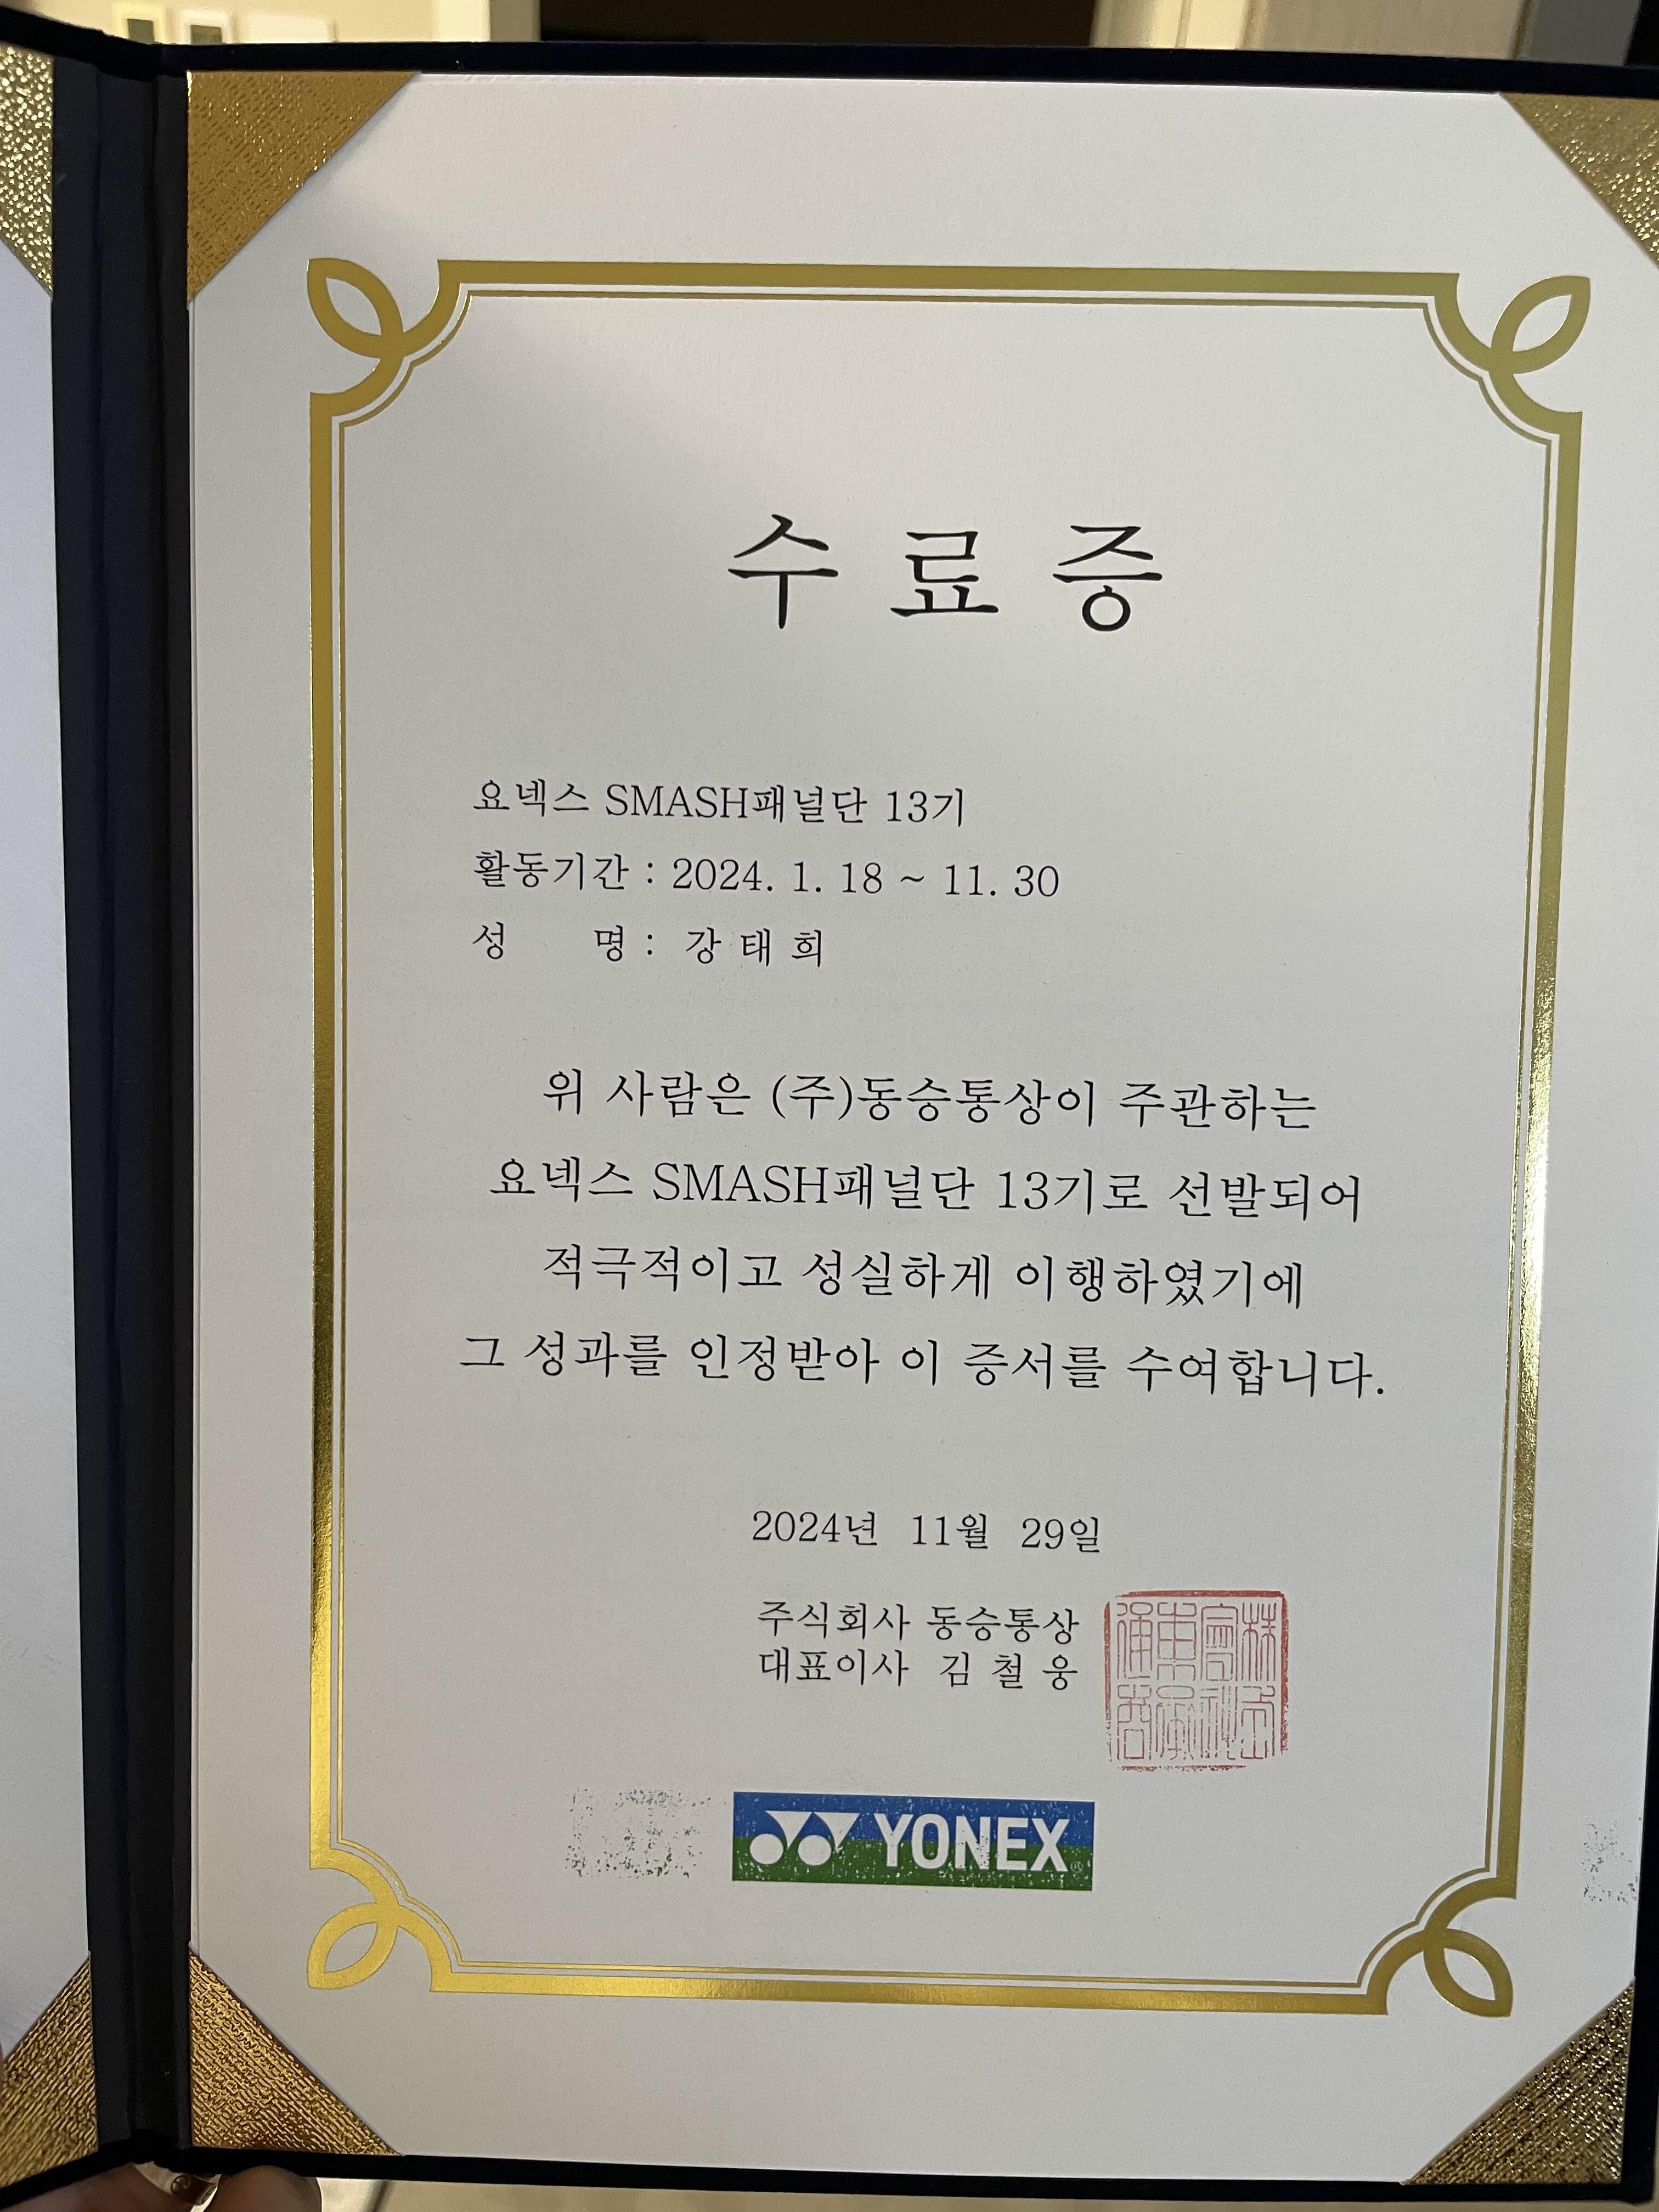 수료증
요넥스 SMASH패널단 13기
활동기간 : 2024. 1. 18 ~ 11. 30
성 명 : 강 태 희
위 사람은 (주)동승통상이 주관하는
요넥스 SMASH패널단 13기로 선발되어
적극적이고 성실하게 이행하였기에
그 성과를 인정받아 이 증서를 수여합니다.
2024년 11월 29일
주식회사 동승통상
대표이사 김 철 웅
YONEX